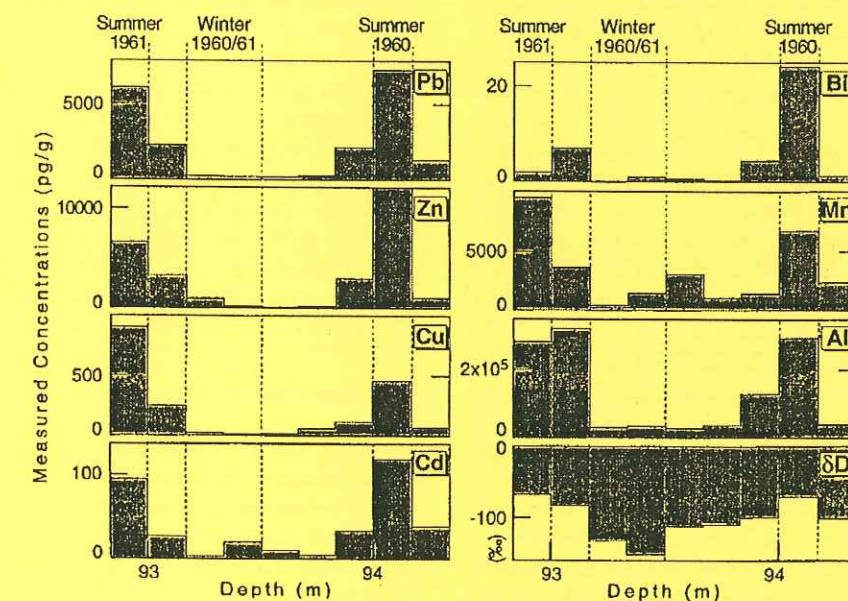 Summer Winter Summer
1961 1960/61 1960
Summer Winter Summer
1961 1960/61 1960
Measured Concentrations (pg/g)
Pb
5000
0
Zn
10000
0
Cu
500
0
Cd
100
0
93 94
Depth (m)
Bi
20
0
Mn
5000
0
Al
2x10⁵
0
δD
0
-100
(‰)
93 94
Depth (m)